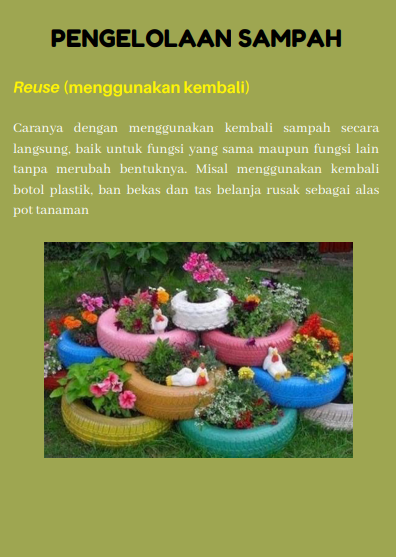 PENGELOLAAN SAMPAH
Reuse (menggunakan kembali)
Caranya dengan menggunakan kembali sampah secara
langsung, baik untuk fungsi yang sama maupun fungsi lain
tanpa merubah bentuknya. Misal menggunakan kembali
botol plastik, ban bekas dan tas belanja rusak sebagai alas
pot tanaman